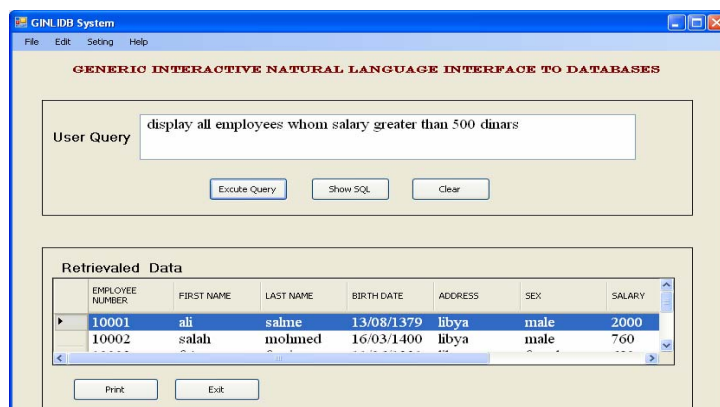 GINLIDB System
File Edit Seting Help
GENERIC INTERACTIVE NATURAL LANGUAGE INTERFACE TO DATABASES
User Query
display all employees whom salary greater than 500 dinars
Excute Query Show SQL Clear
Retrievaled Data
EMPLOYEE NUMBER FIRST NAME LAST NAME BIRTH DATE ADDRESS SEX SALARY
10001 ali salme 13/08/1379 libya male 2000
10002 salah mohmed 16/03/1400 libya male 760
Print Exit